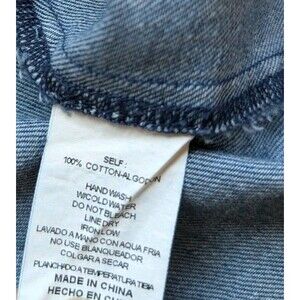 SELF:
100% COTTON-ALGODON
HAND WASH
W/COLD WATER
DO NOT BLEACH
LINE DRY
IRON LOW
LAVADO A MANO CON AQUA FRIA
NO USE BLANQUEADOR
COLGAR A SECAR
PLANCHADO A TEMPERATURA TIBIA
MADE IN CHINA
HECHO EN CHINA